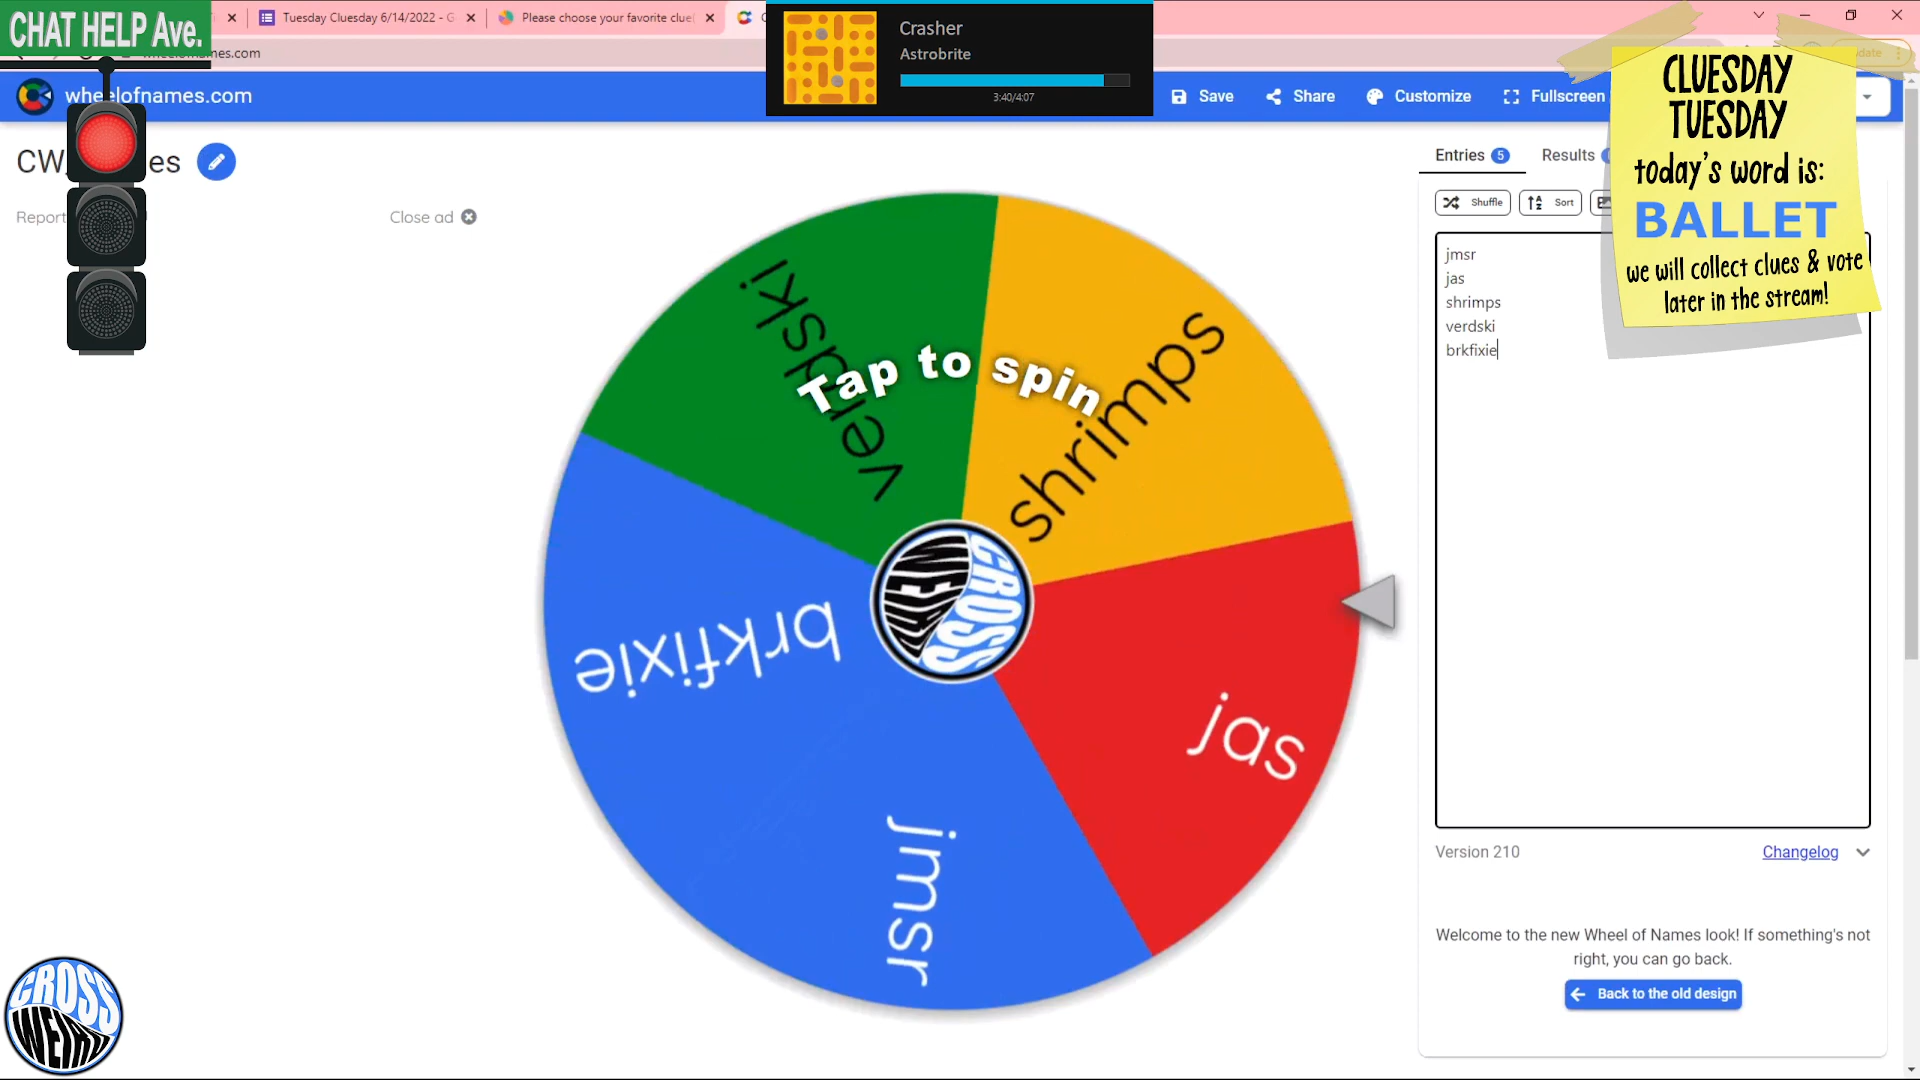 CHAT HELP Ave.
Tuesday Cluesday 6/14/2022 - G
Please choose your favorite clue
Crasher
Astrobrite
3:40/4:07
wheelofnames.com
Save
Share
Customize
Fullscreen
CLUESDAY
TUESDAY
today's word is:
BALLET
we will collect clues & vote
later in the stream!
Entries 5
Results
Report
Close ad
Shuffle
Sort
jmsr
jas
shrimps
verdski
brkfixie
Tap to spin
verdski
shrimps
brkfixie
jas
jmsr
CROSS
WEIRD
Version 210
Changelog
Welcome to the new Wheel of Names look! If something's not
right, you can go back.
Back to the old design
CROSS
WEIRD